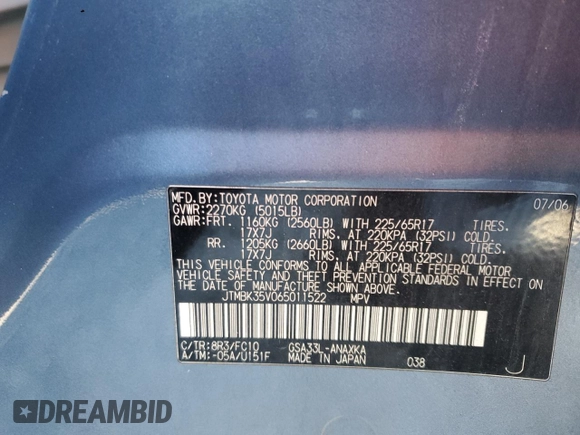 MFD. BY: TOYOTA MOTOR CORPORATION 07/06
GVWR: 2270KG (5015LB)
GAWR: FRT. 1160KG (2560LB) WITH 225/65R17 TIRES.
17X7J RIMS. AT 220KPA (32PSI) COLD.
RR. 1205KG (2660LB) WITH 225/65R17 TIRES.
17X7J RIMS. AT 220KPA (32PSI) COLD.
THIS VEHICLE CONFORMS TO ALL APPLICABLE FEDERAL MOTOR
VEHICLE SAFETY AND THEFT PREVENTION STANDARDS IN EFFECT ON
THE DATE OF MANUFACTURE SHOWN ABOVE.
JTMBK35V065011522 MPV
C/TR: 8R3/FC10 GSA33L-ANAXKA
A/TM: -05A/U151F MADE IN JAPAN 038 J
DREAMBID